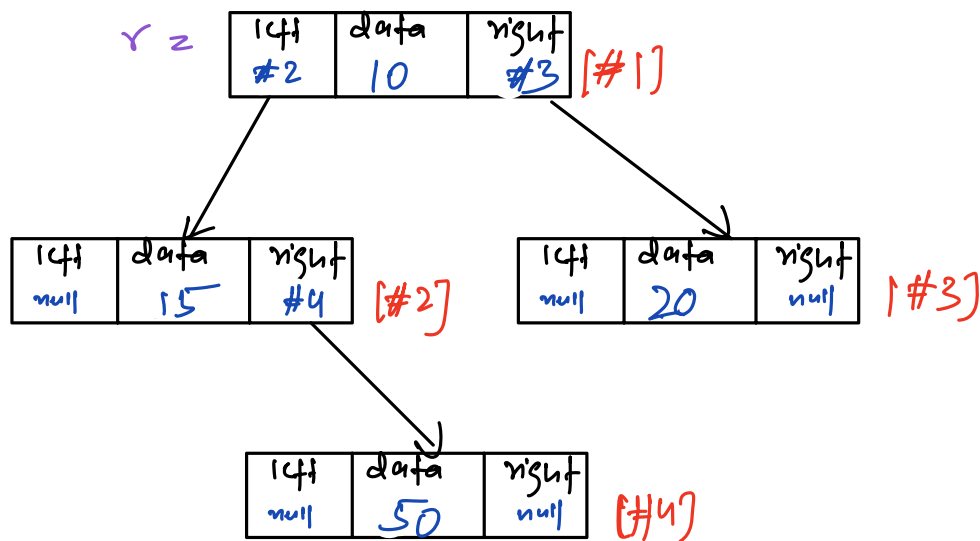 r =
left data right
#2 10 #3 [#1]
left data right
null 15 #4 [#2]
left data right
null 20 null [#3]
left data right
null 50 null [#4]